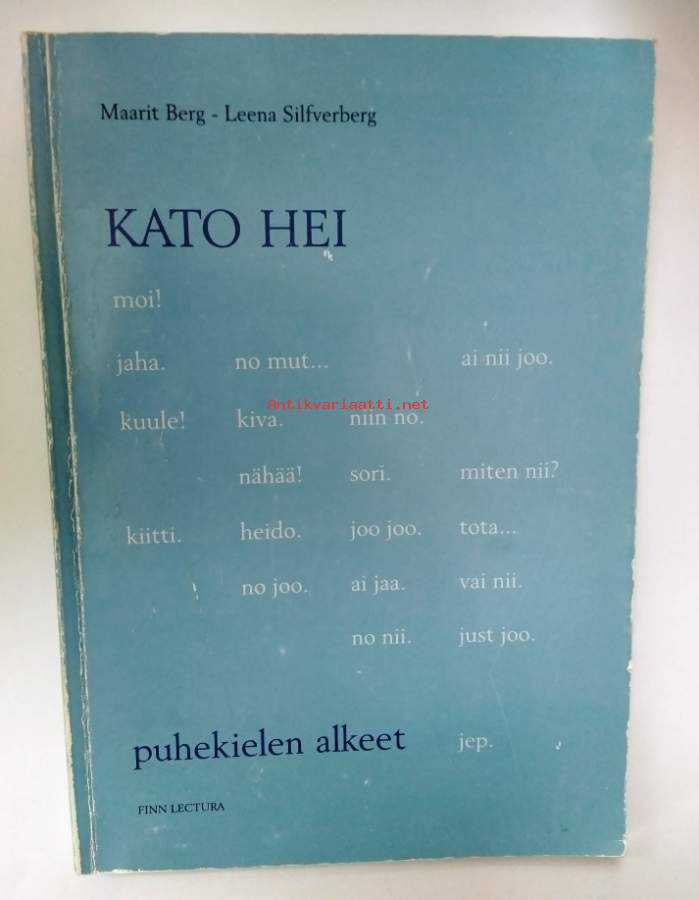 Maarit Berg - Leena Silfverberg
KATO HEI
moi!
jaha. no mut... ai nii joo.
Antikvariaatti.net
kuule! kiva. niin no.
nähää! sori. miten nii?
kiitti. heido. joo joo. tota...
no joo. ai jaa. vai nii.
no nii. just joo.
puhekielen alkeet jep.
FINN LECTURA